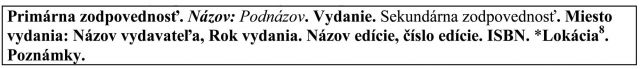 Primárna zodpovednosť. Názov: Podnázov. Vydanie. Sekundárna zodpovednosť. Miesto
vydania: Názov vydavateľa, Rok vydania. Názov edície, číslo edície. ISBN. *Lokácia⁸.
Poznámky.